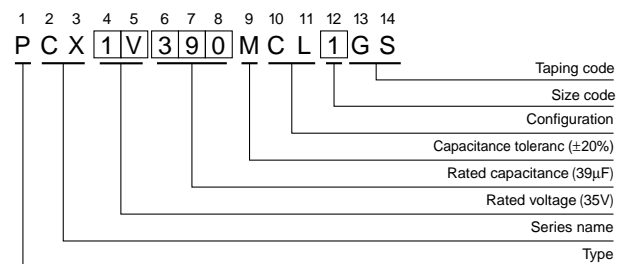 1 2 3 4 5 6 7 8 9 10 11 12 13 14
P C X 1 V 3 9 0 M C L 1 G S
Taping code
Size code
Configuration
Capacitance toleranc (±20%)
Rated capacitance (39μF)
Rated voltage (35V)
Series name
Type